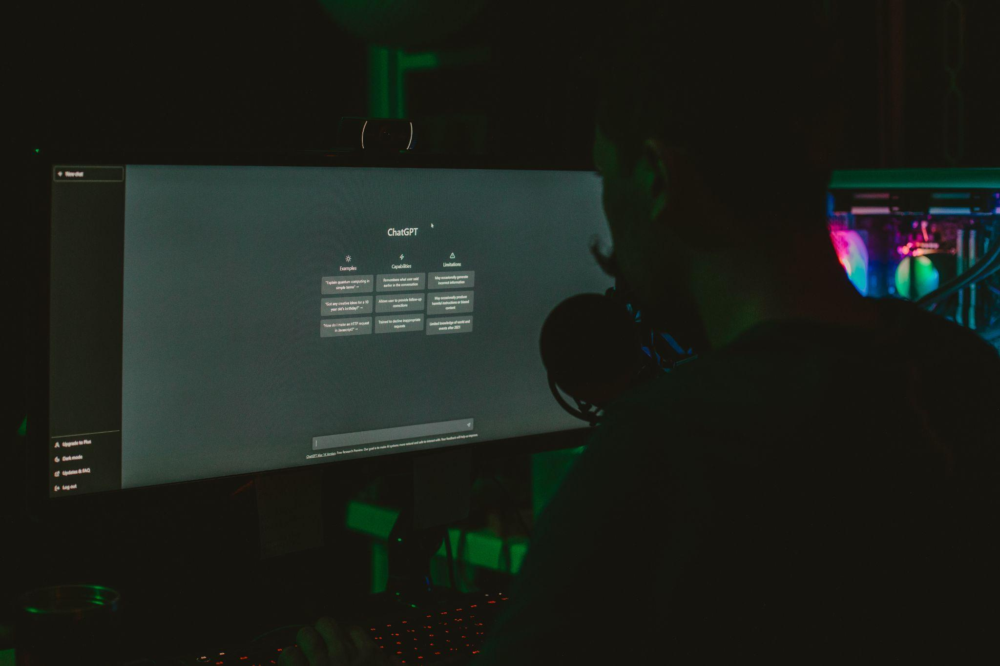 New chat
ChatGPT
Examples
"Explain quantum computing in
simple terms" →
"Got any creative ideas for a 10
year old's birthday?" →
"How do I make an HTTP request
in Javascript?" →
Capabilities
Remembers what user said
earlier in the conversation
Allows user to provide follow-up
corrections
Trained to decline inappropriate
requests
Limitations
May occasionally generate
incorrect information
May occasionally produce
harmful instructions or biased
content
Limited knowledge of world and
events after 2021
Upgrade to Plus
Dark mode
Updates & FAQ
Log out
ChatGPT Mar 14 Version. Free Research Preview. Our goal is to make AI systems more natural and safe to interact with. Your feedback will help us improve.